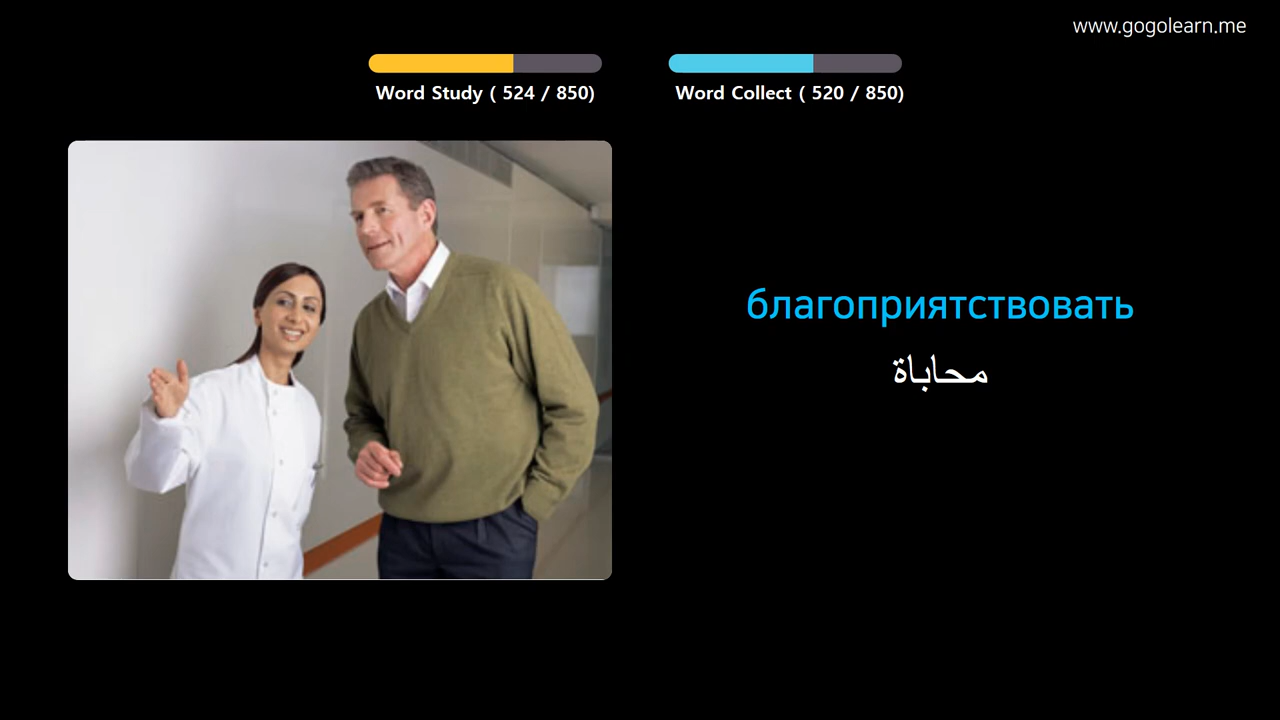 www.gogolearn.me
Word Study ( 524 / 850)
Word Collect ( 520 / 850)
благоприятствовать
محاباة